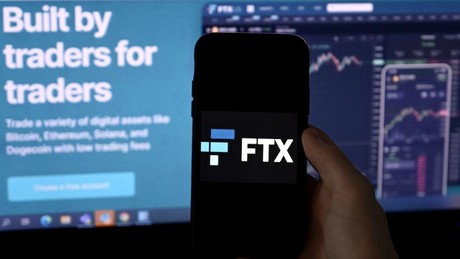 Built by
traders for
traders
Trade a variety of digital assets like
Bitcoin, Ethereum, Solana, and
Dogecoin with low trading fees
Create a free account
FTX
FTX